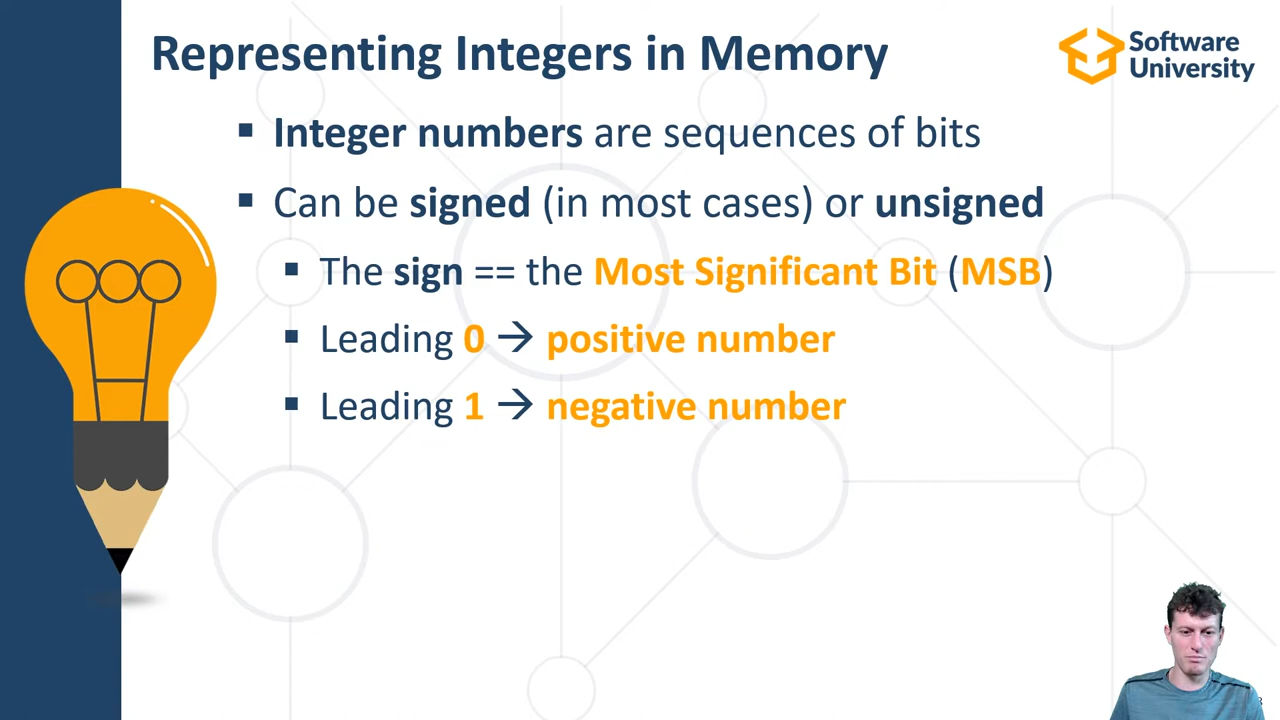 Representing Integers in Memory
Software
University
▪ Integer numbers are sequences of bits
▪ Can be signed (in most cases) or unsigned
▪ The sign == the Most Significant Bit (MSB)
▪ Leading 0 → positive number
▪ Leading 1 → negative number